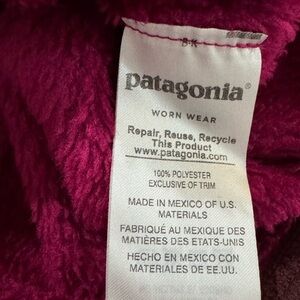 patagonia®
WORN WEAR
Repair, Reuse, Recycle
This Product
www.patagonia.com
100% POLYESTER
EXCLUSIVE OF TRIM
MADE IN MEXICO OF U.S.
MATERIALS
FABRIQUÉ AU MEXIQUE DES
MATIÈRES DES ETATS-UNIS
HECHO EN MEXICO CON
MATERIALES DE EE.UU.